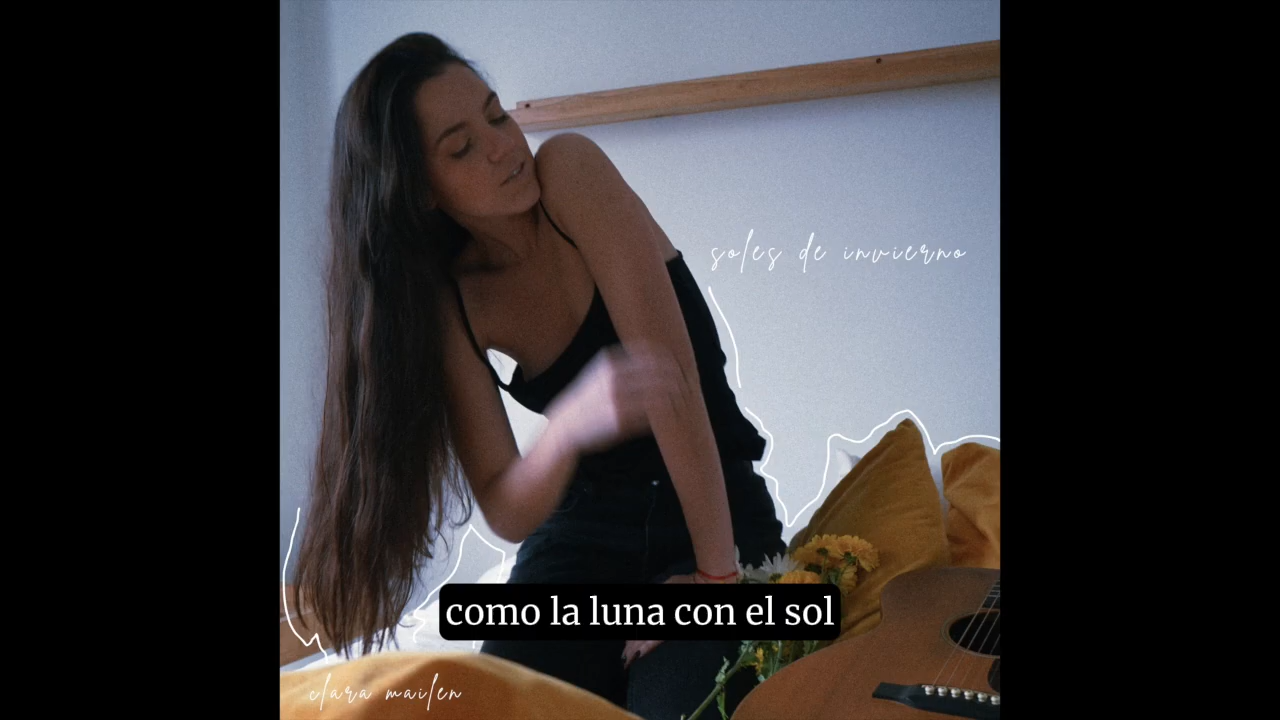 soles de invierno
como la luna con el sol
clara mailen